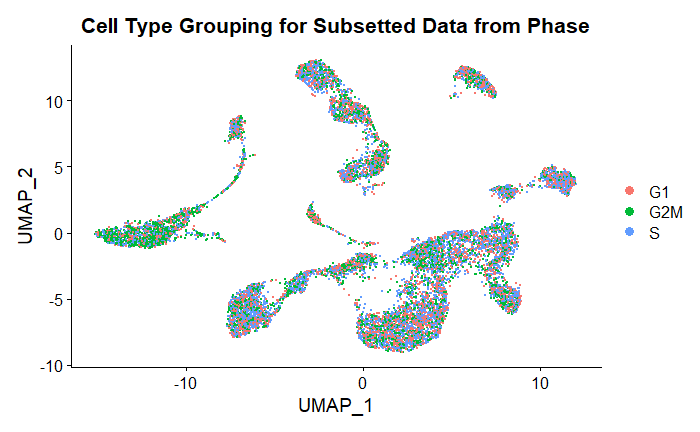 Cell Type Grouping for Subsetted Data from Phase
UMAP_2
10
5
0
-5
-10
-10
0
10
UMAP_1
G1
G2M
S